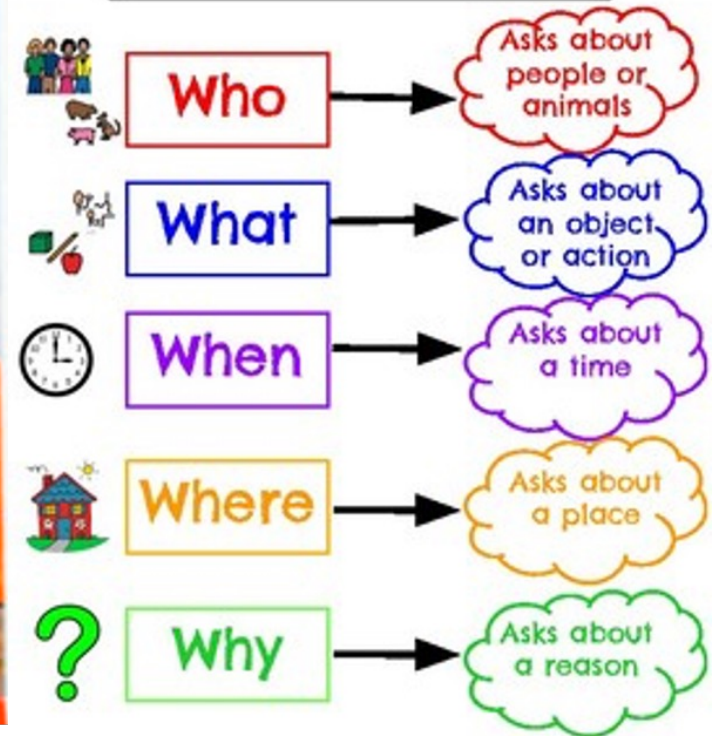 Who
Asks about
people or
animals
What
Asks about
an object
or action
When
Asks about
a time
Where
Asks about
a place
Why
Asks about
a reason